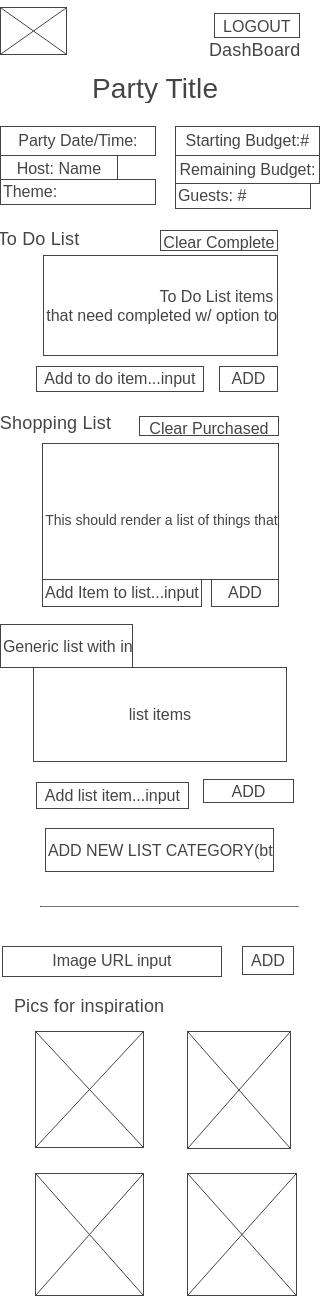 LOGOUT
DashBoard
Party Title
Party Date/Time:
Starting Budget:#
Host: Name
Remaining Budget:
Theme:
Guests: #
To Do List
Clear Complete
To Do List items
that need completed w/ option to
Add to do item...input
ADD
Shopping List
Clear Purchased
This should render a list of things that
Add Item to list...input
ADD
Generic list with in
list items
Add list item...input
ADD
ADD NEW LIST CATEGORY(bt
Image URL input
ADD
Pics for inspiration